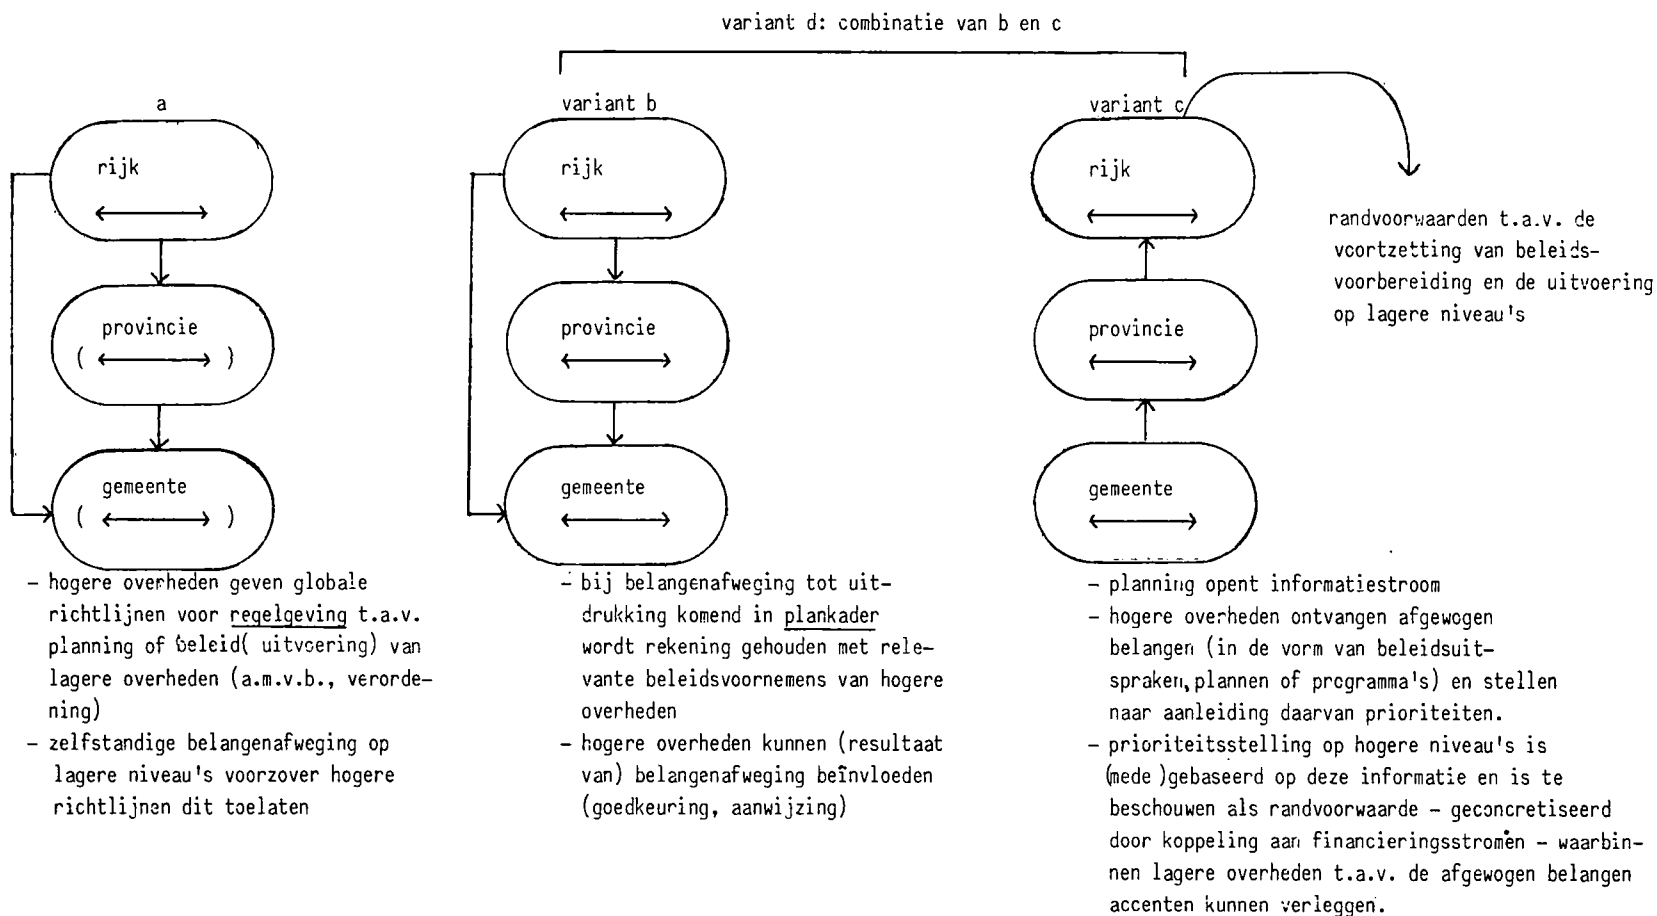 variant d: combinatie van b en c
a
rijk
provincie
( )
gemeente
( )
– hogere overheden geven globale
richtlijnen voor regelgeving t.a.v.
planning of beleid( uitvoering) van
lagere overheden (a.m.v.b., verorde-
ning)
– zelfstandige belangenafweging op
lagere niveau's voorzover hogere
richtlijnen dit toelaten
variant b
rijk
provincie
gemeente
– bij belangenafweging tot uit-
drukking komend in plankader
wordt rekening gehouden met rele-
vante beleidsvoornemens van hogere
overheden
– hogere overheden kunnen (resultaat
van) belangenafweging beïnvloeden
(goedkeuring, aanwijzing)
variant c
rijk
provincie
gemeente
randvoorwaarden t.a.v. de
voortzetting van beleids-
voorbereiding en de uitvoering
op lagere niveau's
– planning opent informatiestroom
– hogere overheden ontvangen afgewogen
belangen (in de vorm van beleidsuit-
spraken, plannen of programma's) en stellen
naar aanleiding daarvan prioriteiten.
– prioriteitsstelling op hogere niveau's is
(mede )gebaseerd op deze informatie en is te
beschouwen als randvoorwaarde – geconcretiseerd
door koppeling aan financieringsstromen – waarbin-
nen lagere overheden t.a.v. de afgewogen belangen
accenten kunnen verleggen.